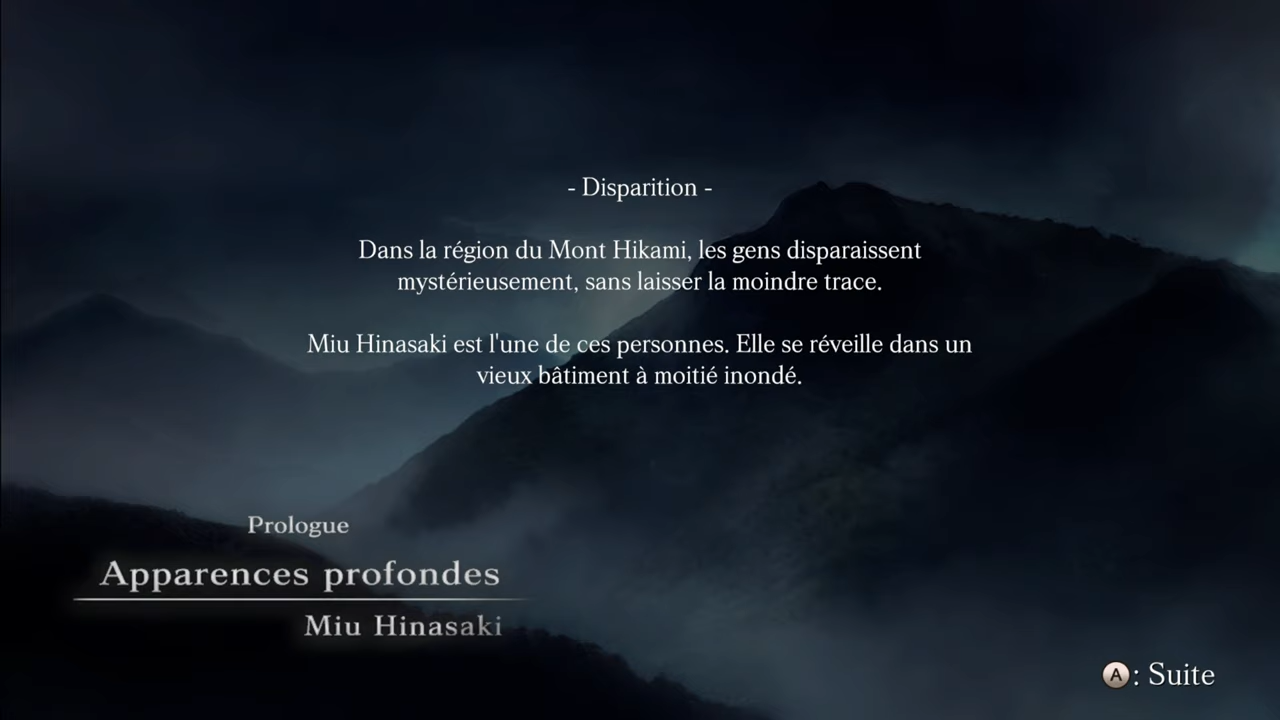 - Disparition -
Dans la région du Mont Hikami, les gens disparaissent
mystérieusement, sans laisser la moindre trace.
Miu Hinasaki est l'une de ces personnes. Elle se réveille dans un
vieux bâtiment à moitié inondé.
Prologue
Apparences profondes
Miu Hinasaki
A : Suite